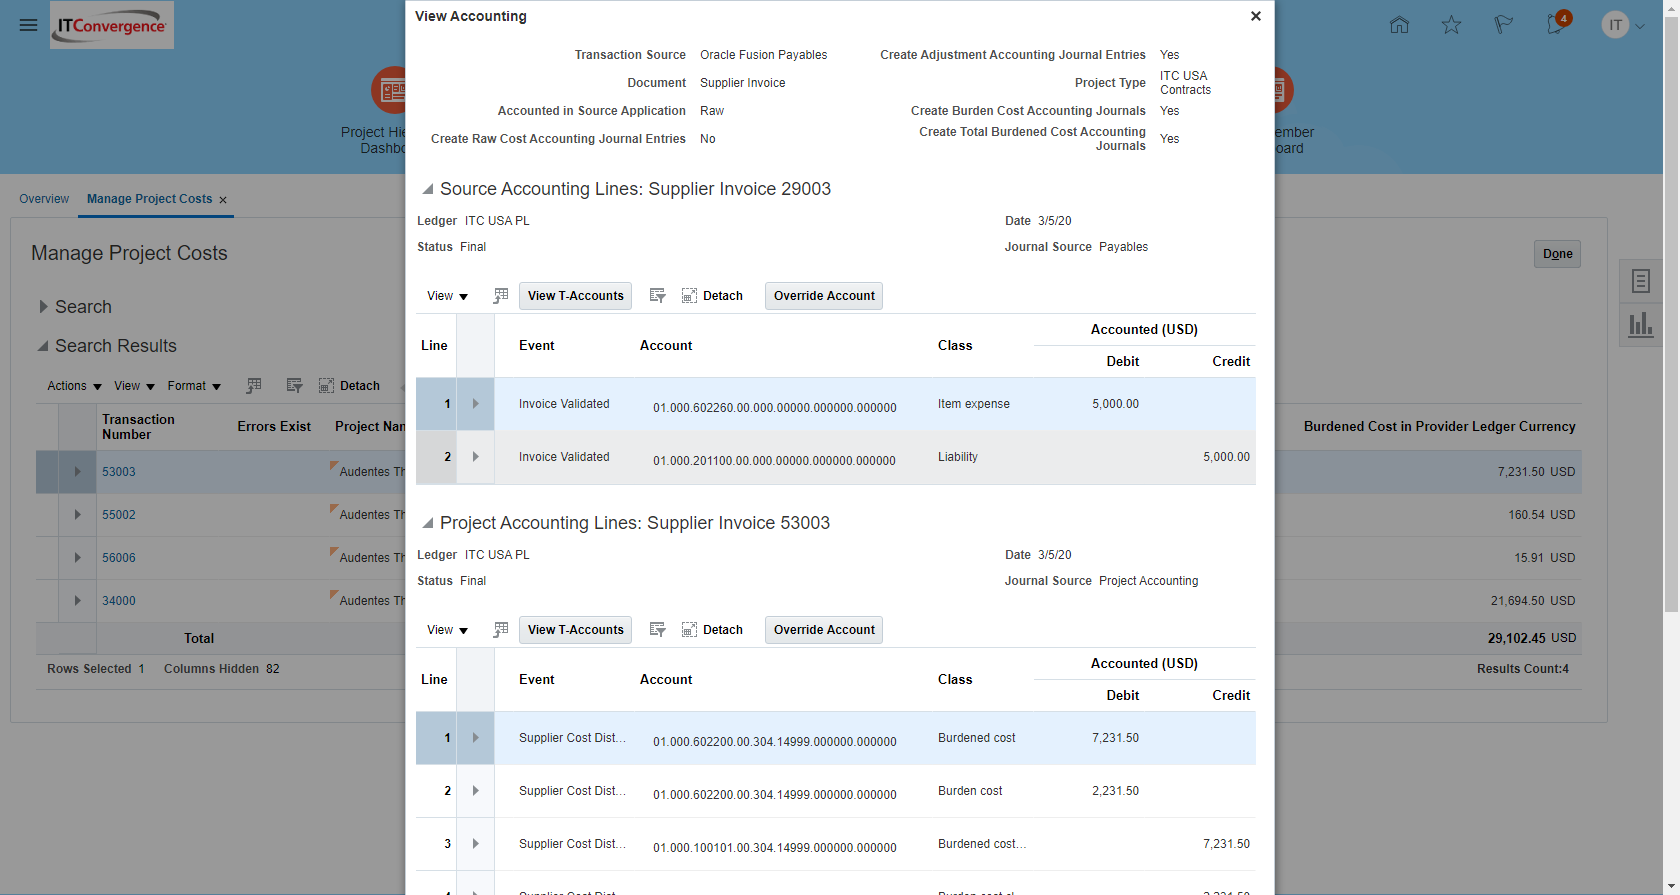 ITConvergence
4
IT
Project Hie
Dashbo
ember
oard
Overview
Manage Project Costs
Manage Project Costs
Done
Search
Search Results
Actions View Format Detach
Transaction Number Errors Exist Project Nan Burdened Cost in Provider Ledger Currency
53003 Audentes Th 7,231.50 USD
55002 Audentes Th 160.54 USD
56006 Audentes Th 15.91 USD
34000 Audentes Th 21,694.50 USD
Total 29,102.45 USD
Rows Selected 1 Columns Hidden 82 Results Count:4
View Accounting
Transaction Source Oracle Fusion Payables
Document Supplier Invoice
Accounted in Source Application Raw
Create Raw Cost Accounting Journal Entries No
Create Adjustment Accounting Journal Entries Yes
Project Type ITC USA Contracts
Create Burden Cost Accounting Journals Yes
Create Total Burdened Cost Accounting Journals Yes
Source Accounting Lines: Supplier Invoice 29003
Ledger ITC USA PL Date 3/5/20
Status Final Journal Source Payables
View View T-Accounts Detach Override Account
Accounted (USD)
Line Event Account Class Debit Credit
1 Invoice Validated 01.000.602260.00.000.00000.000000.000000 Item expense 5,000.00
2 Invoice Validated 01.000.201100.00.000.00000.000000.000000 Liability 5,000.00
Project Accounting Lines: Supplier Invoice 53003
Ledger ITC USA PL Date 3/5/20
Status Final Journal Source Project Accounting
View View T-Accounts Detach Override Account
Accounted (USD)
Line Event Account Class Debit Credit
1 Supplier Cost Dist... 01.000.602200.00.304.14999.000000.000000 Burdened cost 7,231.50
2 Supplier Cost Dist... 01.000.602200.00.304.14999.000000.000000 Burden cost 2,231.50
3 Supplier Cost Dist... 01.000.100101.00.304.14999.000000.000000 Burdened cost... 7,231.50